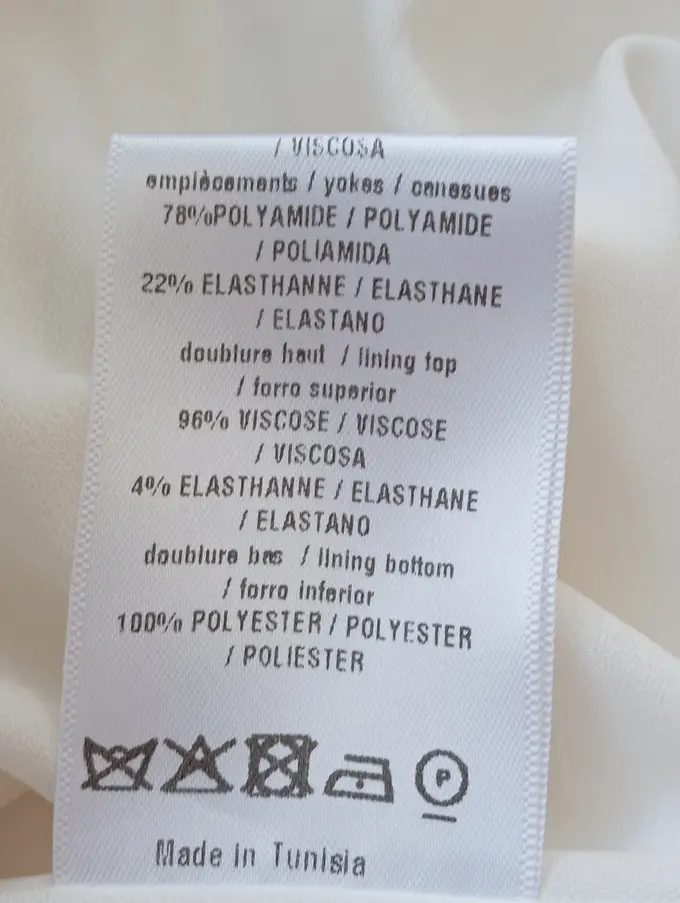 / VISCOSA
empiècements / yokes / canesues
78%POLYAMIDE / POLYAMIDE
/ POLIAMIDA
22% ELASTHANNE / ELASTHANE
/ ELASTANO
doublure haut / lining top
/ forro superior
96% VISCOSE / VISCOSE
/ VISCOSA
4% ELASTHANNE / ELASTHANE
/ ELASTANO
doublure bas / lining bottom
/ forro inferior
100% POLYESTER / POLYESTER
/ POLIESTER
P
Made in Tunisia